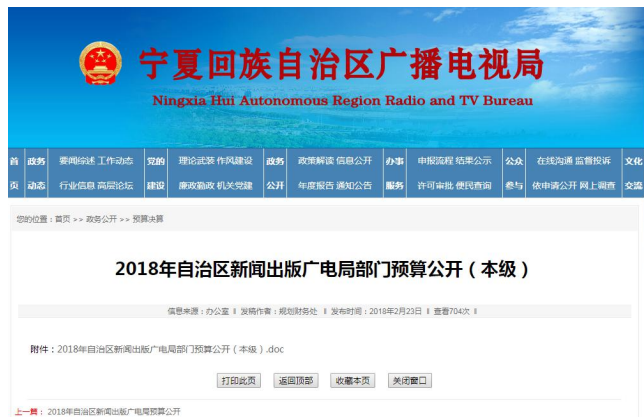 宁夏回族自治区广播电视局
Ningxia Hui Autonomous Region Radio and TV Bureau
首 政务 要闻综述 工作动态 党的 理论武装 作风建设 政务 政策解读 信息公开 办事 申报流程 结果公示 公众 在线沟通 监督投诉 文化
页 动态 行业信息 高层论坛 建设 廉政勤政 机关党建 公开 年度报告 通知公告 服务 许可审批 便民查询 参与 依申请公开 网上调查 交流
您的位置：首页 >> 政务公开 >> 预算决算
2018年自治区新闻出版广电局部门预算公开（本级）
信息来源：办公室 ‖ 发稿作者：规划财务处 ‖ 发布时间：2018年2月23日 ‖ 查看704次 ‖
附件：2018年自治区新闻出版广电局部门预算公开（本级）.doc
打印此页 返回顶部 收藏本页 关闭窗口
上一篇：2018年自治区新闻出版广电局预算公开